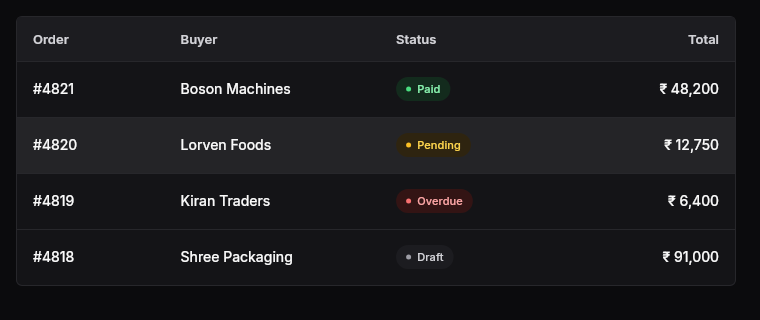 Order Buyer Status Total
#4821 Boson Machines Paid ₹ 48,200
#4820 Lorven Foods Pending ₹ 12,750
#4819 Kiran Traders Overdue ₹ 6,400
#4818 Shree Packaging Draft ₹ 91,000